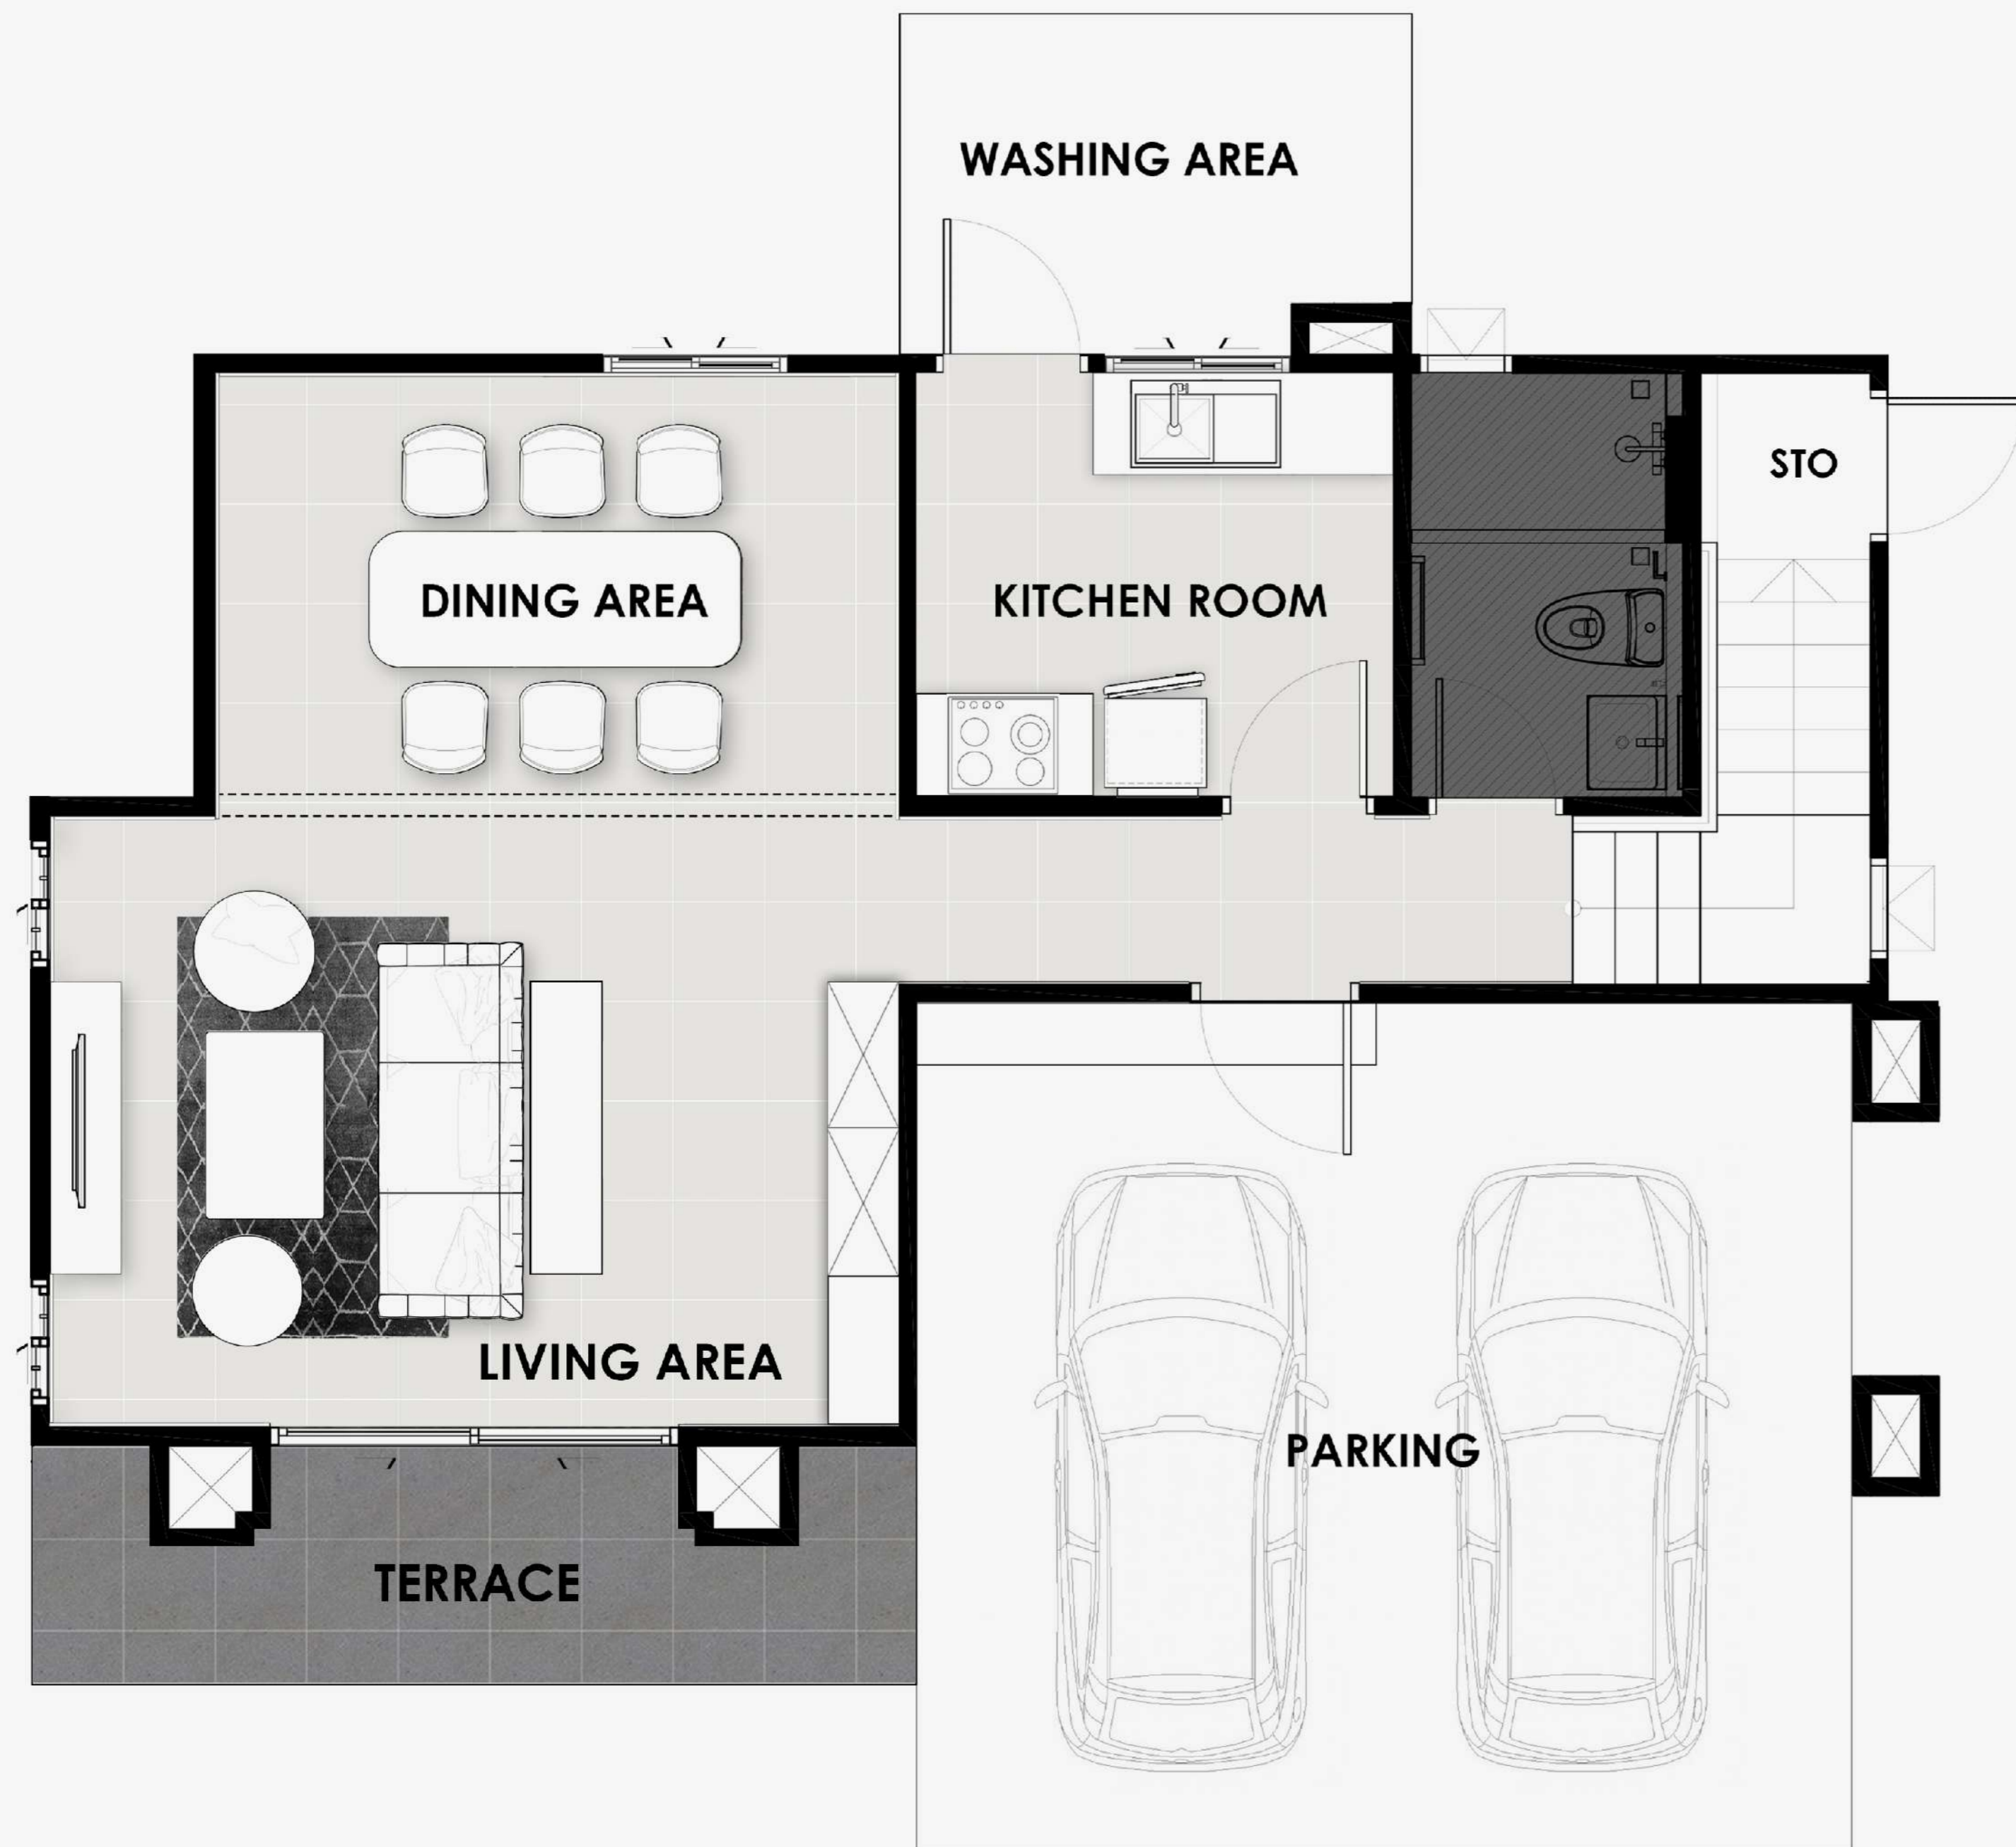 WASHING AREA
STO
DINING AREA
KITCHEN ROOM
LIVING AREA
PARKING
TERRACE